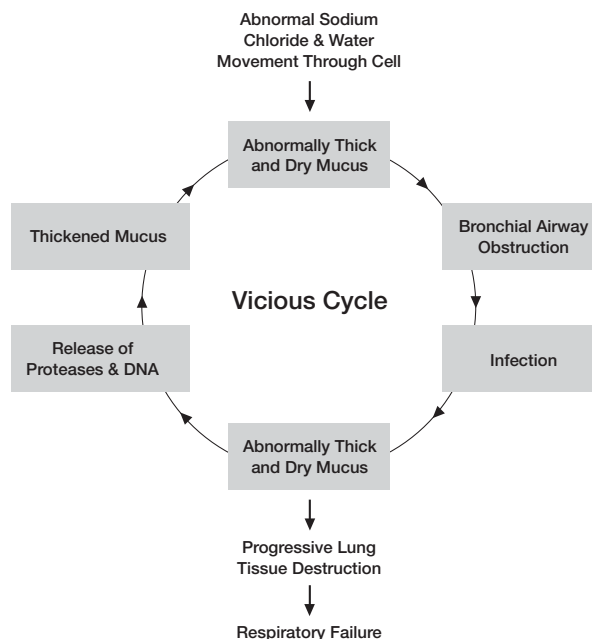 Abnormal Sodium
Chloride & Water
Movement Through Cell
Abnormally Thick
and Dry Mucus
Bronchial Airway
Obstruction
Infection
Abnormally Thick
and Dry Mucus
Release of
Proteases & DNA
Thickened Mucus
Vicious Cycle
Progressive Lung
Tissue Destruction
Respiratory Failure